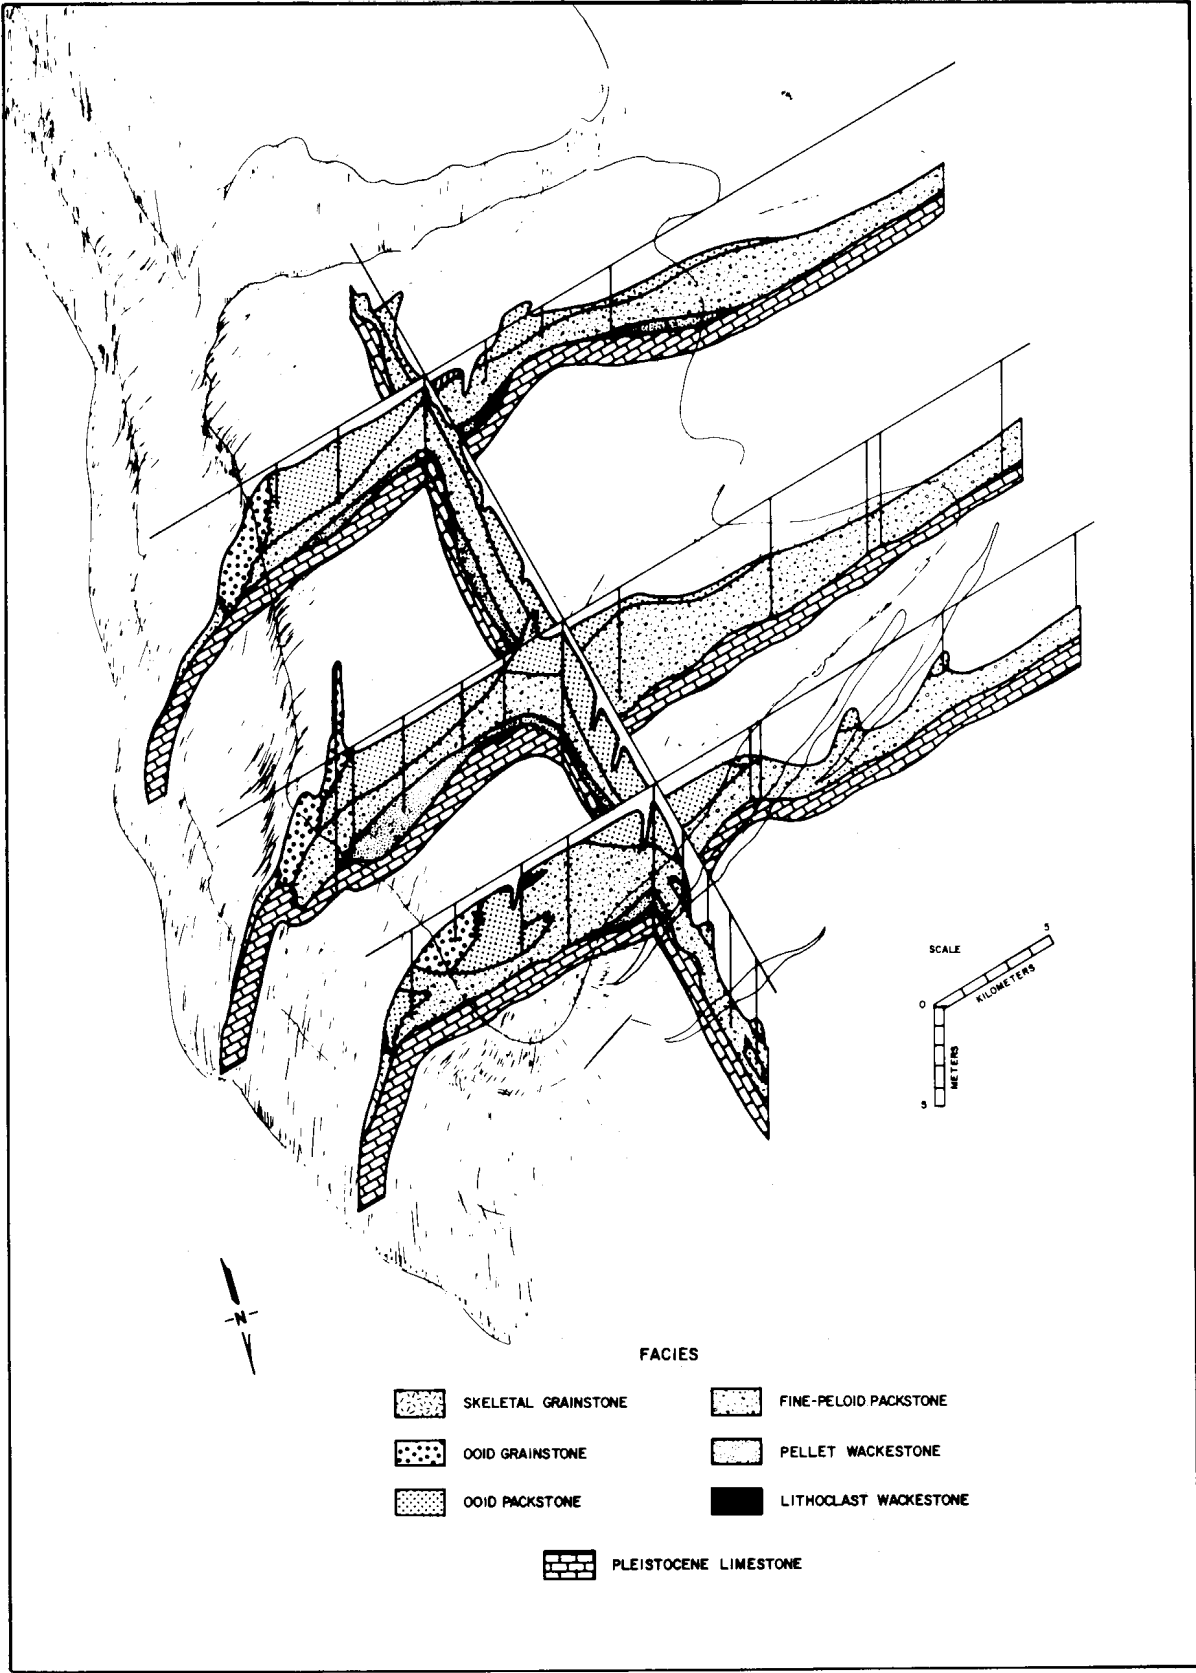 SCALE
5
KILOMETERS
0
METERS
5
N
FACIES
SKELETAL GRAINSTONE
FINE-PELOID PACKSTONE
OOID GRAINSTONE
PELLET WACKESTONE
OOID PACKSTONE
LITHOCLAST WACKESTONE
PLEISTOCENE LIMESTONE